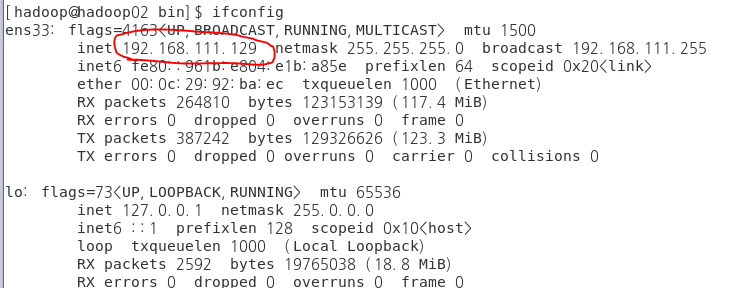 [hadoop@hadoop02 bin]$ ifconfig
ens33: flags=4163<UP,BROADCAST,RUNNING,MULTICAST>  mtu 1500
inet 192.168.111.129  netmask 255.255.255.0  broadcast 192.168.111.255
inet6 fe80::961b:e804:e1b:a85e  prefixlen 64  scopeid 0x20<link>
ether 00:0c:29:92:ba:ec  txqueuelen 1000  (Ethernet)
RX packets 264810  bytes 123153139 (117.4 MiB)
RX errors 0  dropped 0  overruns 0  frame 0
TX packets 387242  bytes 129326626 (123.3 MiB)
TX errors 0  dropped 0 overruns 0  carrier 0  collisions 0
lo: flags=73<UP,LOOPBACK,RUNNING>  mtu 65536
inet 127.0.0.1  netmask 255.0.0.0
inet6 ::1  prefixlen 128  scopeid 0x10<host>
loop  txqueuelen 1000  (Local Loopback)
RX packets 2592  bytes 19765038 (18.8 MiB)
RX errors 0  dropped 0  overruns 0  frame 0